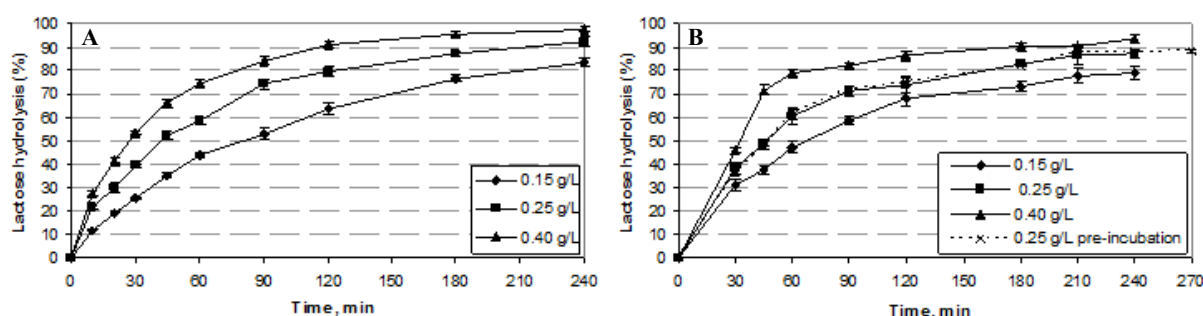 A
Lactose hydrolysis (%)
100
90
80
70
60
50
40
30
20
10
0
0 30 60 90 120 150 180 210 240
Time, min
0.15 g/L
0.25 g/L
0.40 g/L
B
Lactose hydrolysis (%)
100
90
80
70
60
50
40
30
20
10
0
0 30 60 90 120 150 180 210 240 270
Time, min
0.15 g/L
0.25 g/L
0.40 g/L
0.25 g/L pre-incubation